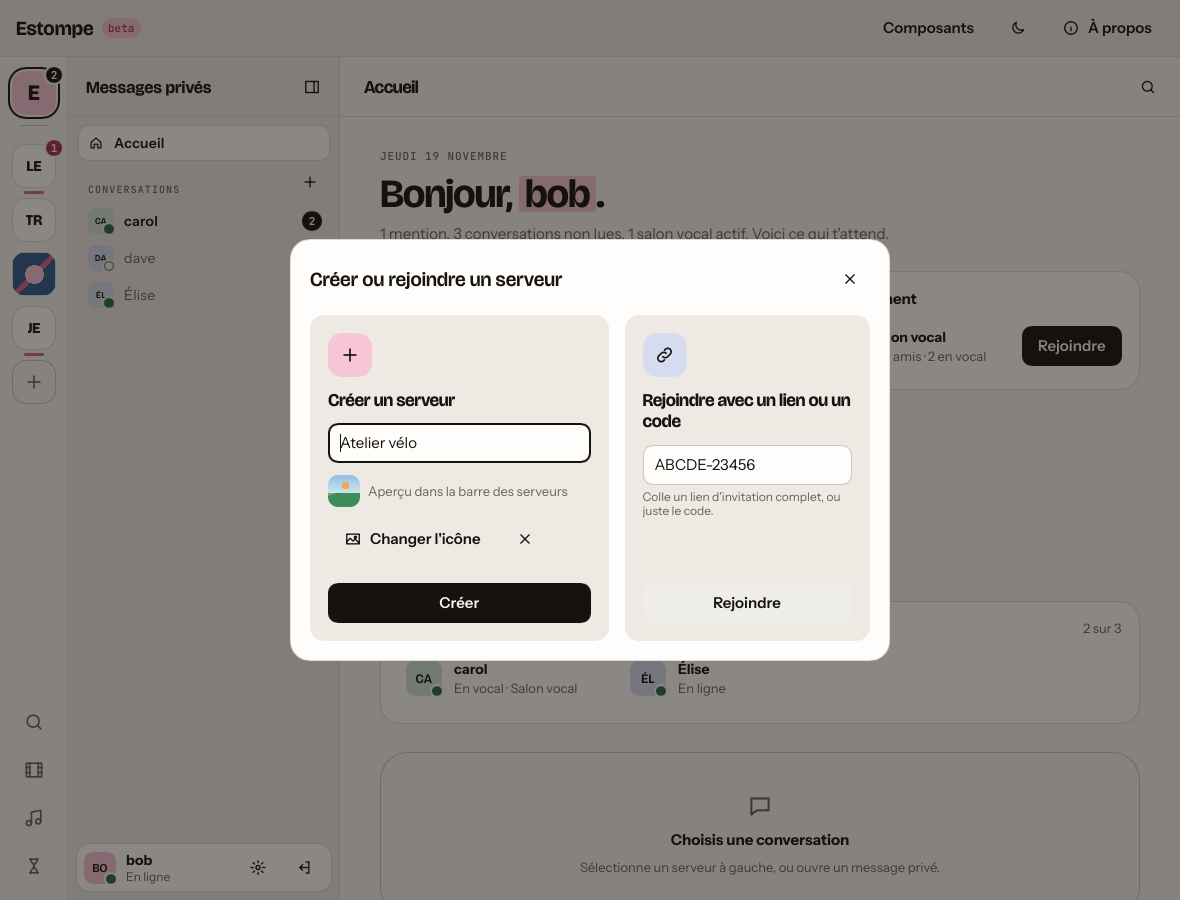 Estompe beta
Composants
À propos
E
2
LE
1
TR
JE
Messages privés
Accueil
CONVERSATIONS
CA carol 2
DA dave
ÉL Élise
BO bob
En ligne
Accueil
JEUDI 19 NOVEMBRE
Bonjour, bob.
1 mention, 3 conversations non lues, 1 salon vocal actif. Voici ce qui t'attend.
Rejoindre
amis · 2 en vocal
Créer ou rejoindre un serveur
Créer un serveur
Atelier vélo
Aperçu dans la barre des serveurs
Changer l'icône
Créer
Rejoindre avec un lien ou un
code
ABCDE-23456
Colle un lien d'invitation complet, ou
juste le code.
Rejoindre
2 sur 3
CA carol
En vocal · Salon vocal
ÉL Élise
En ligne
Choisis une conversation
Sélectionne un serveur à gauche, ou ouvre un message privé.